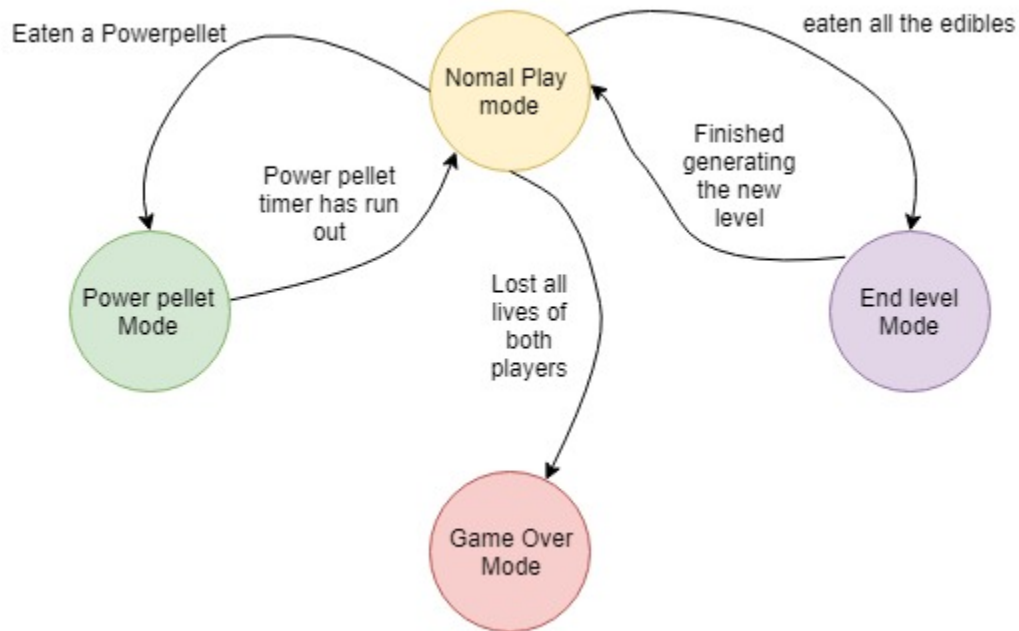 Eaten a Powerpellet
eaten all the edibles
Nomal Play
mode
Finished
generating
the new
level
Power pellet
timer has run
out
Power pellet
Mode
Lost all
lives of
both
players
End level
Mode
Game Over
Mode